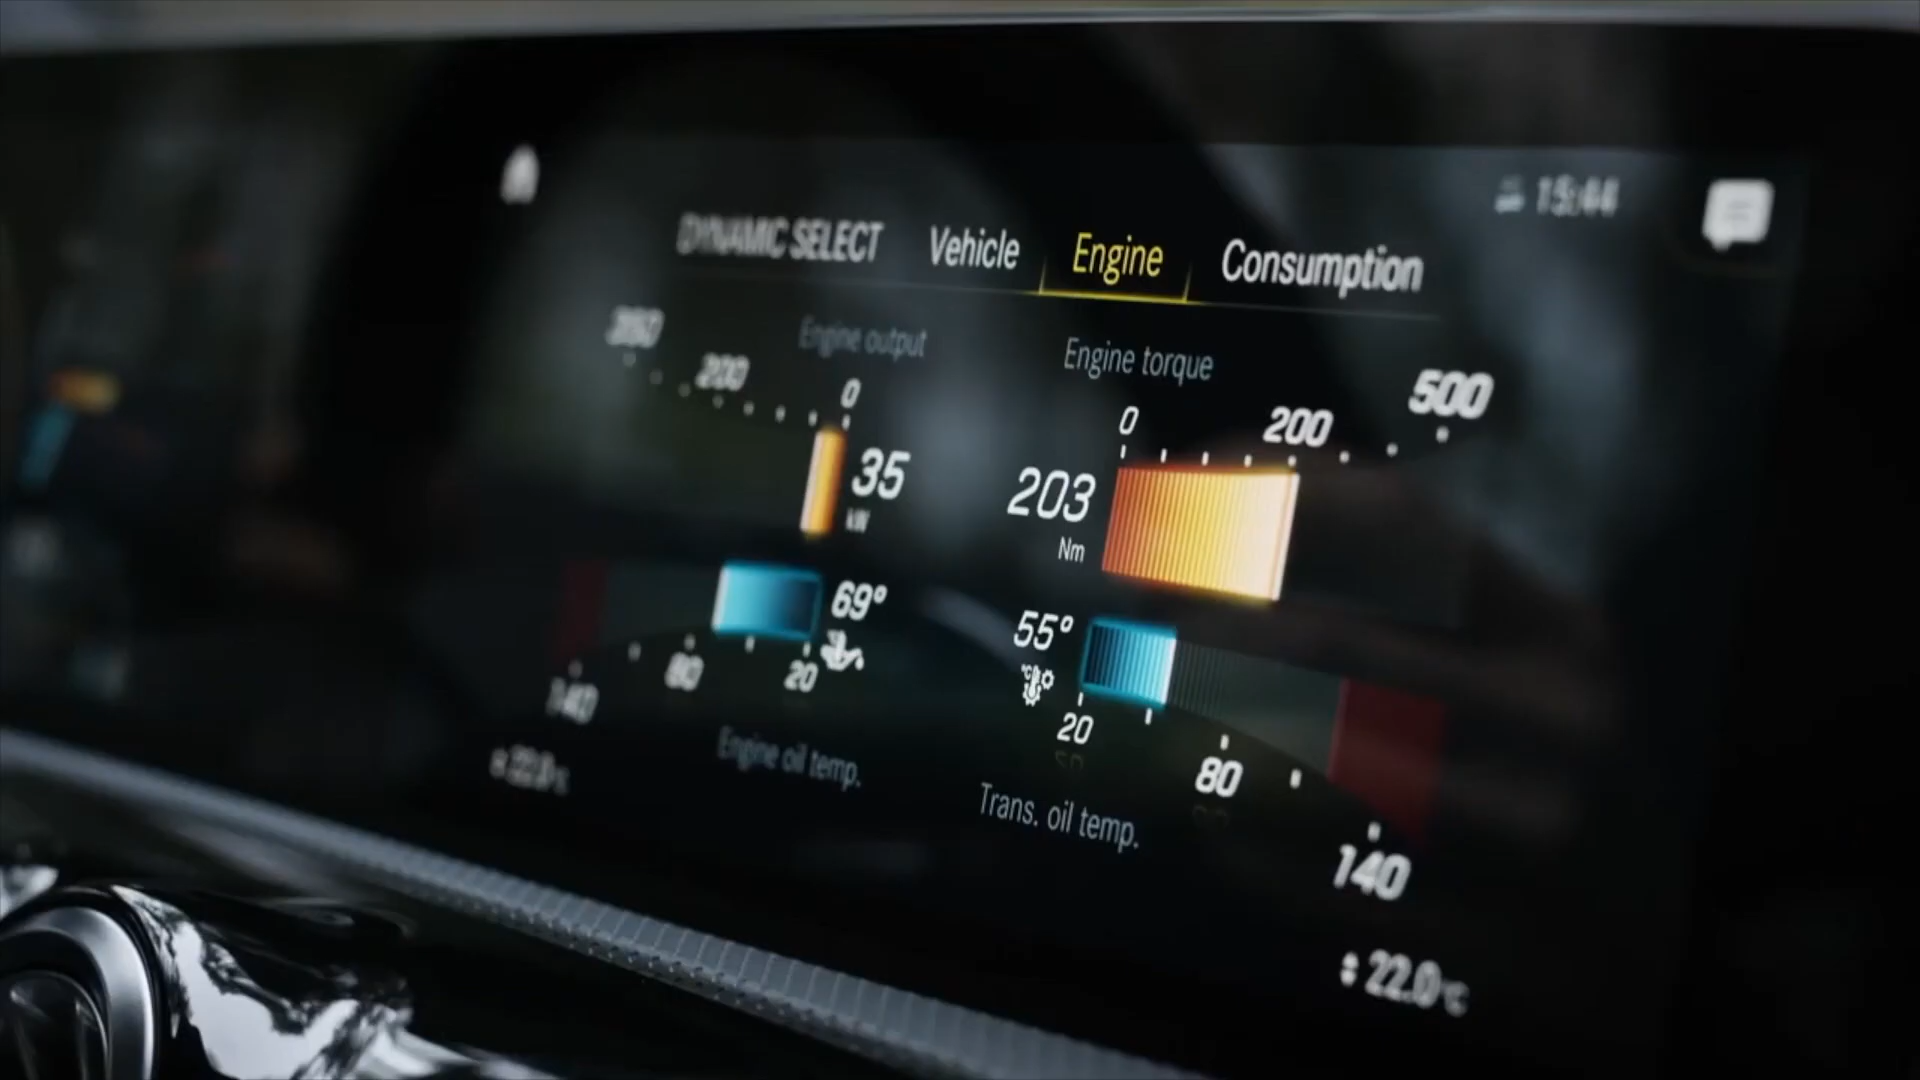 15:44
DYNAMIC SELECT Vehicle Engine Consumption
Engine output
200 0
35
kW
Engine torque
0 200 500
203
Nm
69°
140 80 20
Engine oil temp.
55°
°C
20 80 140
Trans. oil temp.
22.0°C
22.0°C